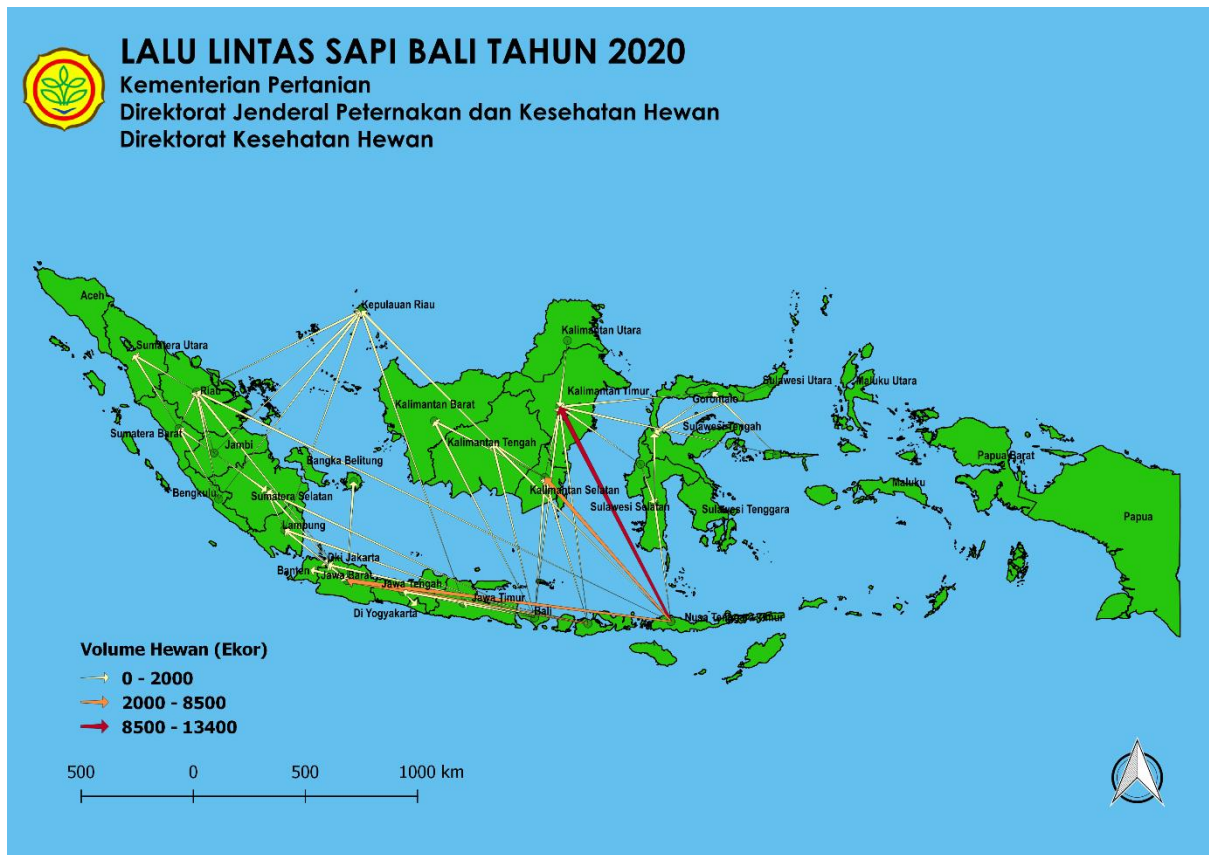 LALU LINTAS SAPI BALI TAHUN 2020
Kementerian Pertanian
Direktorat Jenderal Peternakan dan Kesehatan Hewan
Direktorat Kesehatan Hewan
Aceh
Kepulauan Riau
Sumatera Utara
Kalimantan Utara
Riau
Kalimantan Timur
Sulawesi Utara
Maluku Utara
Gorontalo
Kalimantan Barat
Sumatera Barat
Jambi
Kalimantan Tengah
Sulawesi Tengah
Bangka Belitung
Papua Barat
Bengkulu
Sumatera Selatan
Kalimantan Selatan
Maluku
Sulawesi Selatan
Sulawesi Tenggara
Papua
Lampung
Dki Jakarta
Banten
Jawa Barat
Jawa Tengah
Jawa Timur
Di Yogyakarta
Bali
Nusa Tenggara Timur
Volume Hewan (Ekor)
0 - 2000
2000 - 8500
8500 - 13400
500 0 500 1000 km